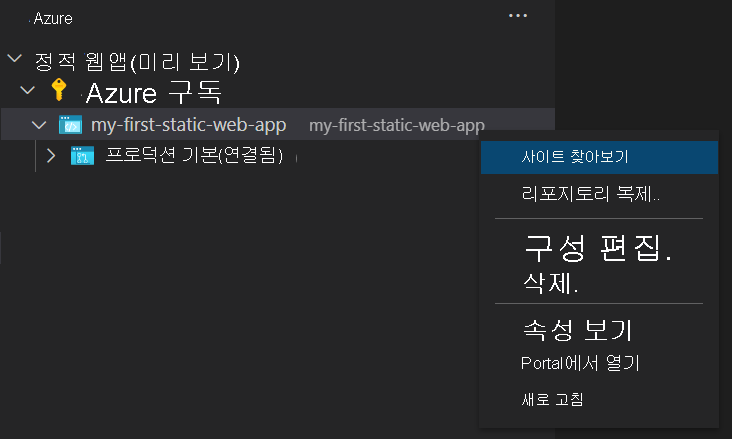 Azure
정적 웹앱(미리 보기)
Azure 구독
my-first-static-web-app my-first-static-web-app
프로덕션 기본(연결됨)
사이트 찾아보기
리포지토리 복제..
구성 편집.
삭제.
속성 보기
Portal에서 열기
새로 고침